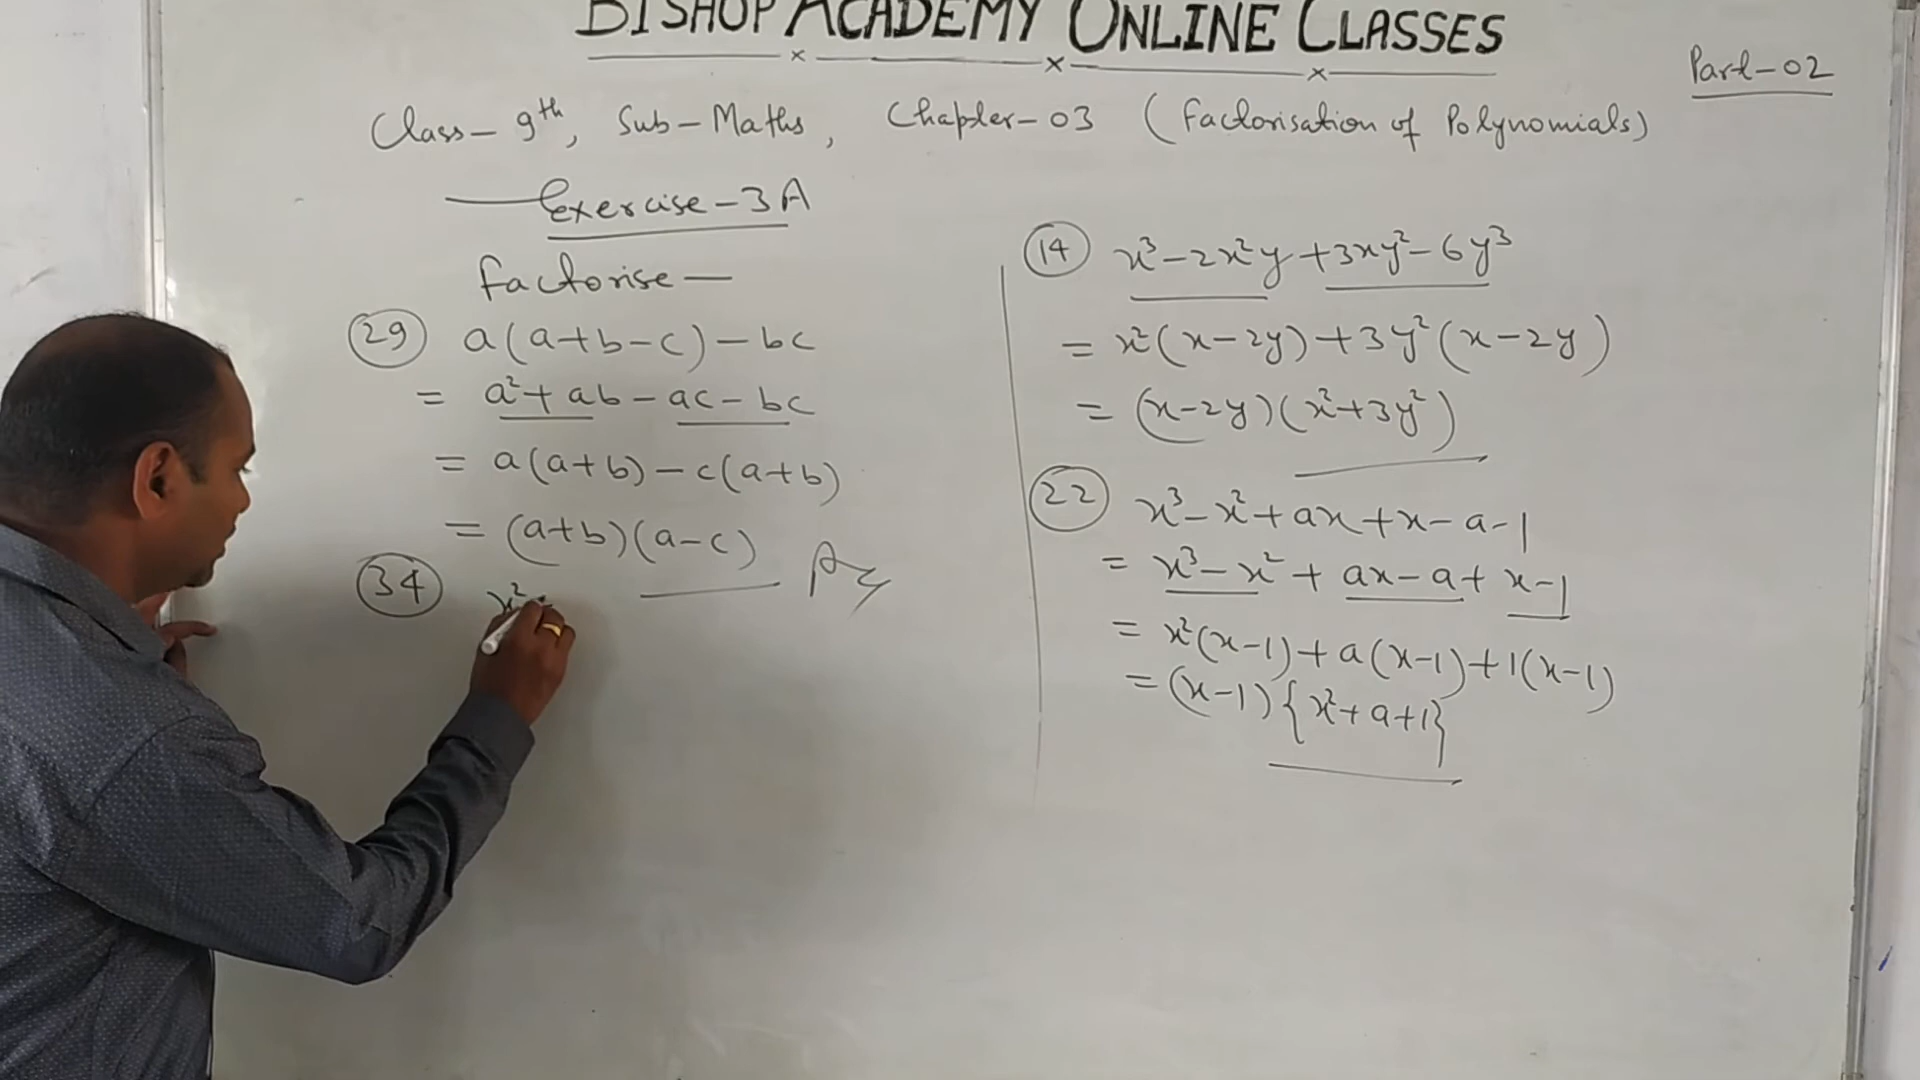 BISHOP ACADEMY ONLINE CLASSES
Part-02
Class-9th, Sub-Maths, Chapter-03 (Factorisation of Polynomials)
Exercise-3A
Factorise—
29 a(a+b-c)-bc
= a²+ab-ac-bc
= a(a+b)-c(a+b)
= (a+b)(a-c)
34 x²
14 x³-2x²y+3xy²-6y³
= x²(x-2y)+3y²(x-2y)
= (x-2y)(x²+3y²)
22 x³-x²+ax+x-a-1
= x³-x²+ax-a+x-1
= x²(x-1)+a(x-1)+1(x-1)
= (x-1){x²+a+1}